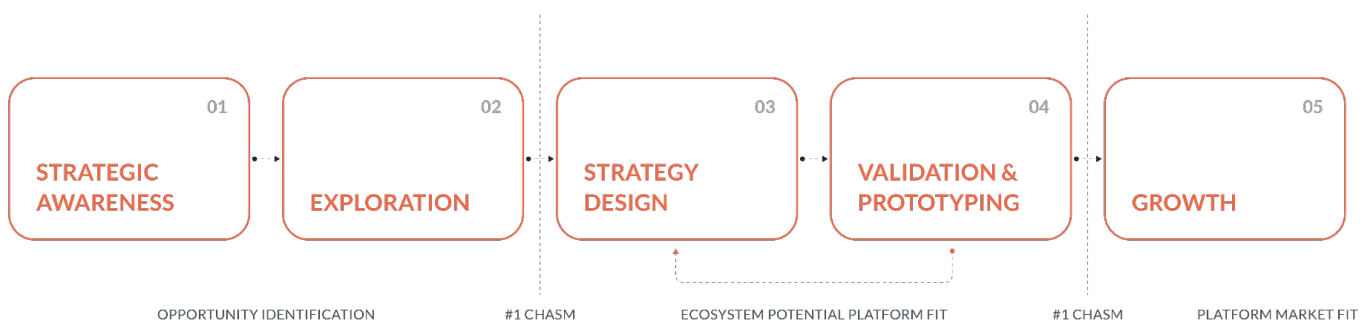 01
STRATEGIC
AWARENESS
02
EXPLORATION
03
STRATEGY
DESIGN
04
VALIDATION &
PROTOTYPING
05
GROWTH
OPPORTUNITY IDENTIFICATION
#1 CHASM
ECOSYSTEM POTENTIAL PLATFORM FIT
#1 CHASM
PLATFORM MARKET FIT